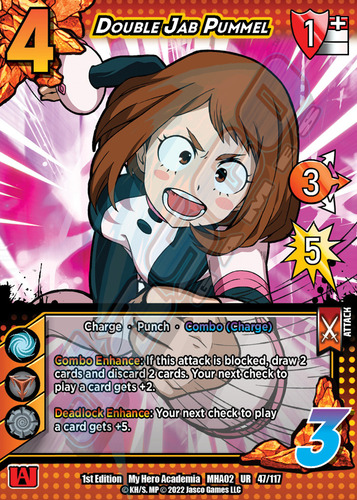 4
DOUBLE JAB PUMMEL
1 +
3
5
ATTACK
Charge • Punch • Combo (Charge)
Combo Enhance: If this attack is blocked, draw 2
cards and discard 2 cards. Your next check to
play a card gets +2.
Deadlock Enhance: Your next check to play
a card gets +5.
3
1st Edition My Hero Academia MHA02 UR 47/117
© KH/S. MP © 2022 Jasco Games LLC